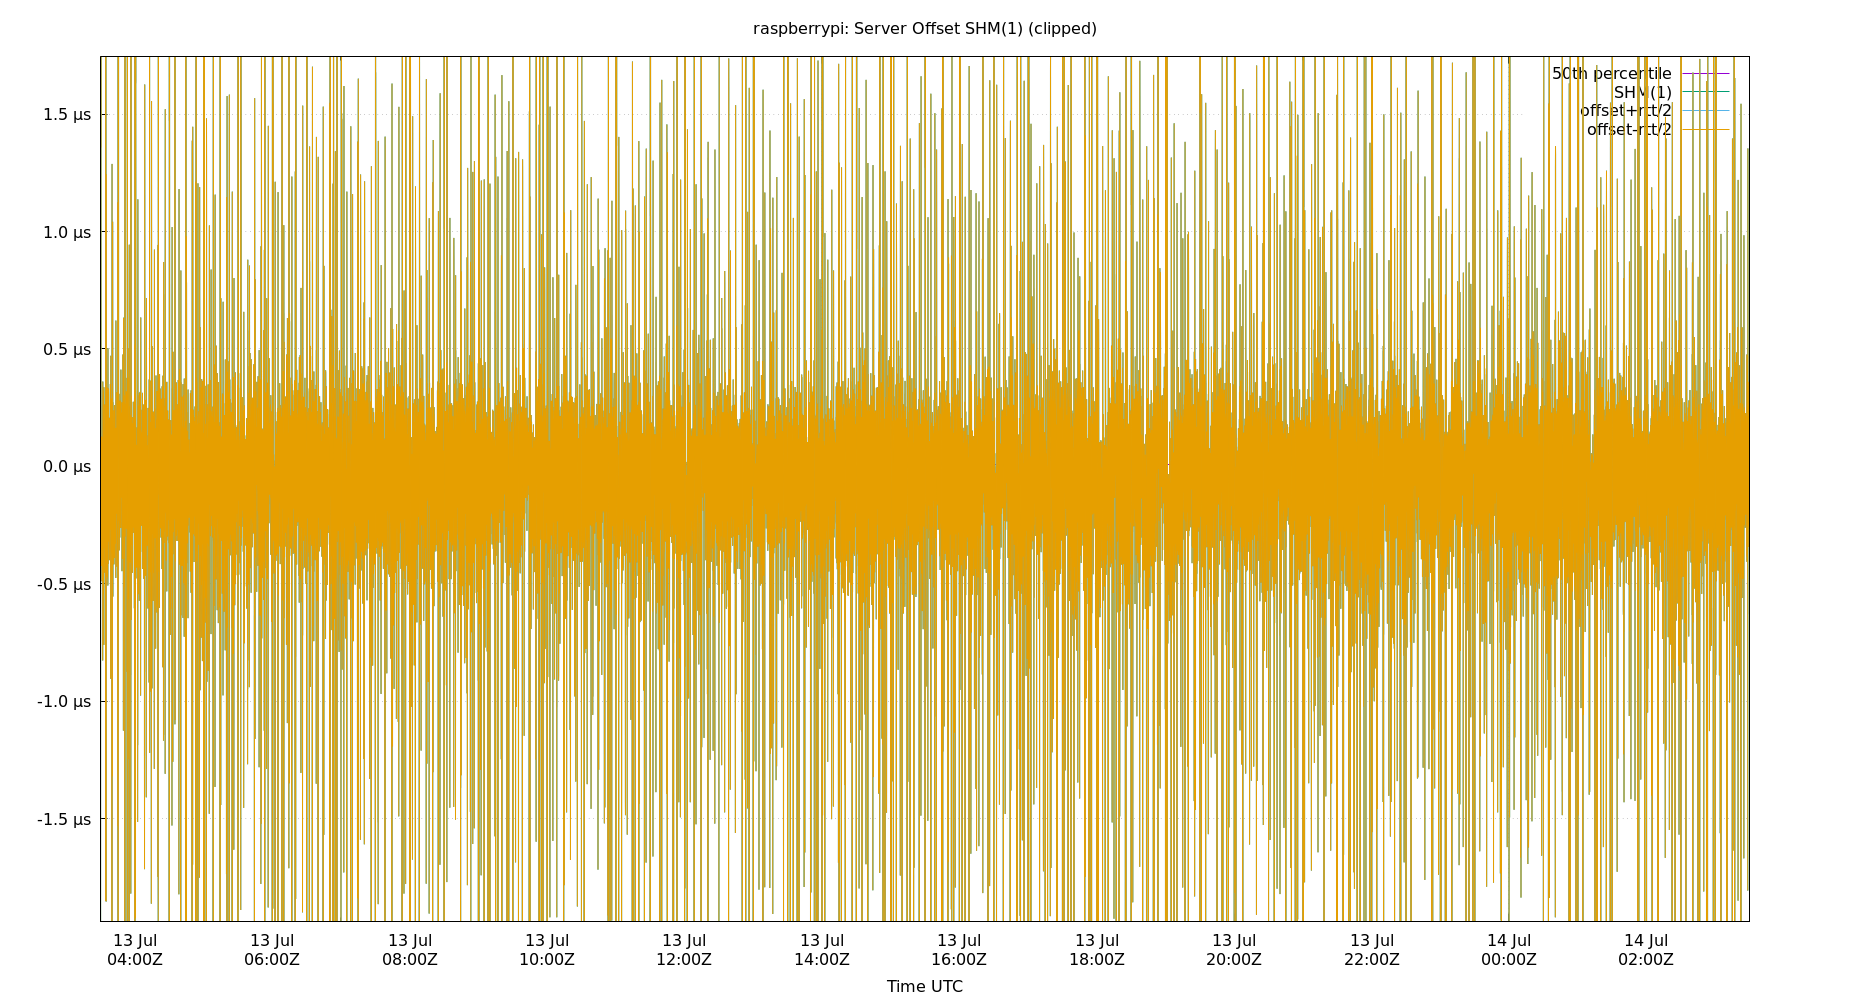 raspberrypi: Server Offset SHM(1) (clipped)
50th percentile
SHM(1)
offset+rtt/2
offset-rtt/2
1.5 µs
1.0 µs
0.5 µs
0.0 µs
-0.5 µs
-1.0 µs
-1.5 µs
13 Jul 13 Jul 13 Jul 13 Jul 13 Jul 13 Jul 13 Jul 13 Jul 13 Jul 13 Jul 14 Jul 14 Jul
04:00Z 06:00Z 08:00Z 10:00Z 12:00Z 14:00Z 16:00Z 18:00Z 20:00Z 22:00Z 00:00Z 02:00Z
Time UTC